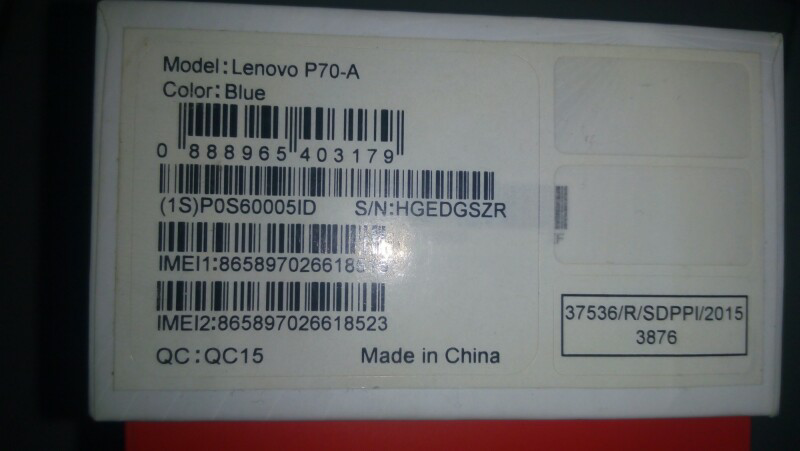 Model:Lenovo P70-A
Color:Blue
0 888965 403179
(1S)P0S60005ID S/N:HGEDGSZR
IMEI2:865897026618523
QC:QC15 Made in China
37536/R/SDPPI/2015
3876